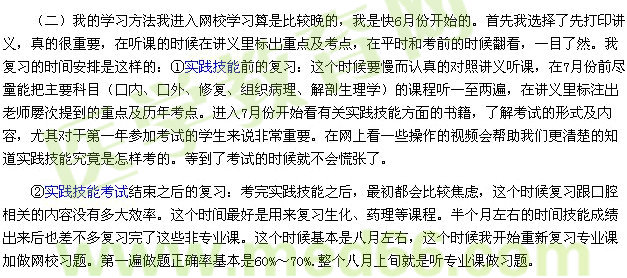 （二）我的学习方法我进入网校学习算是比较晚的，我是快6月份开始的。首先我选择了先打印讲
义，真的很重要，在听课的时候在讲义里标出重点及考点，在平时和考前的时候翻看，一目了然。我
复习的时间安排是这样的：①实践技能前的复习：这个时候要慢而认真的对照讲义听课，在7月份前尽
量能把主要科目（口内、口外、修复、组织病理、解剖生理学）的课程听一至两遍，在讲义里标注出
老师屡次提到的重点及历年考点。进入7月份开始看有关实践技能方面的书籍，了解考试的形式及内
容，尤其对于第一年参加考试的学生来说非常重要。在网上看一些操作的视频会帮助我们更清楚的知
道实践技能究竟是怎样考的。等到了考试的时候就不会慌张了。
②实践技能考试结束之后的复习：考完实践技能之后，最初都会比较焦虑，这个时候复习跟口腔
相关的内容没有多大效率。这个时间最好是用来复习生化、药理等课程。半个月左右的时间技能成绩
出来后也差不多复习完了这些非专业课。这个时候基本是八月左右，这个时候我开始重新复习专业课
加做网校习题。第一遍做题正确率基本是60%～70%.整个八月上旬就是听专业课做习题。